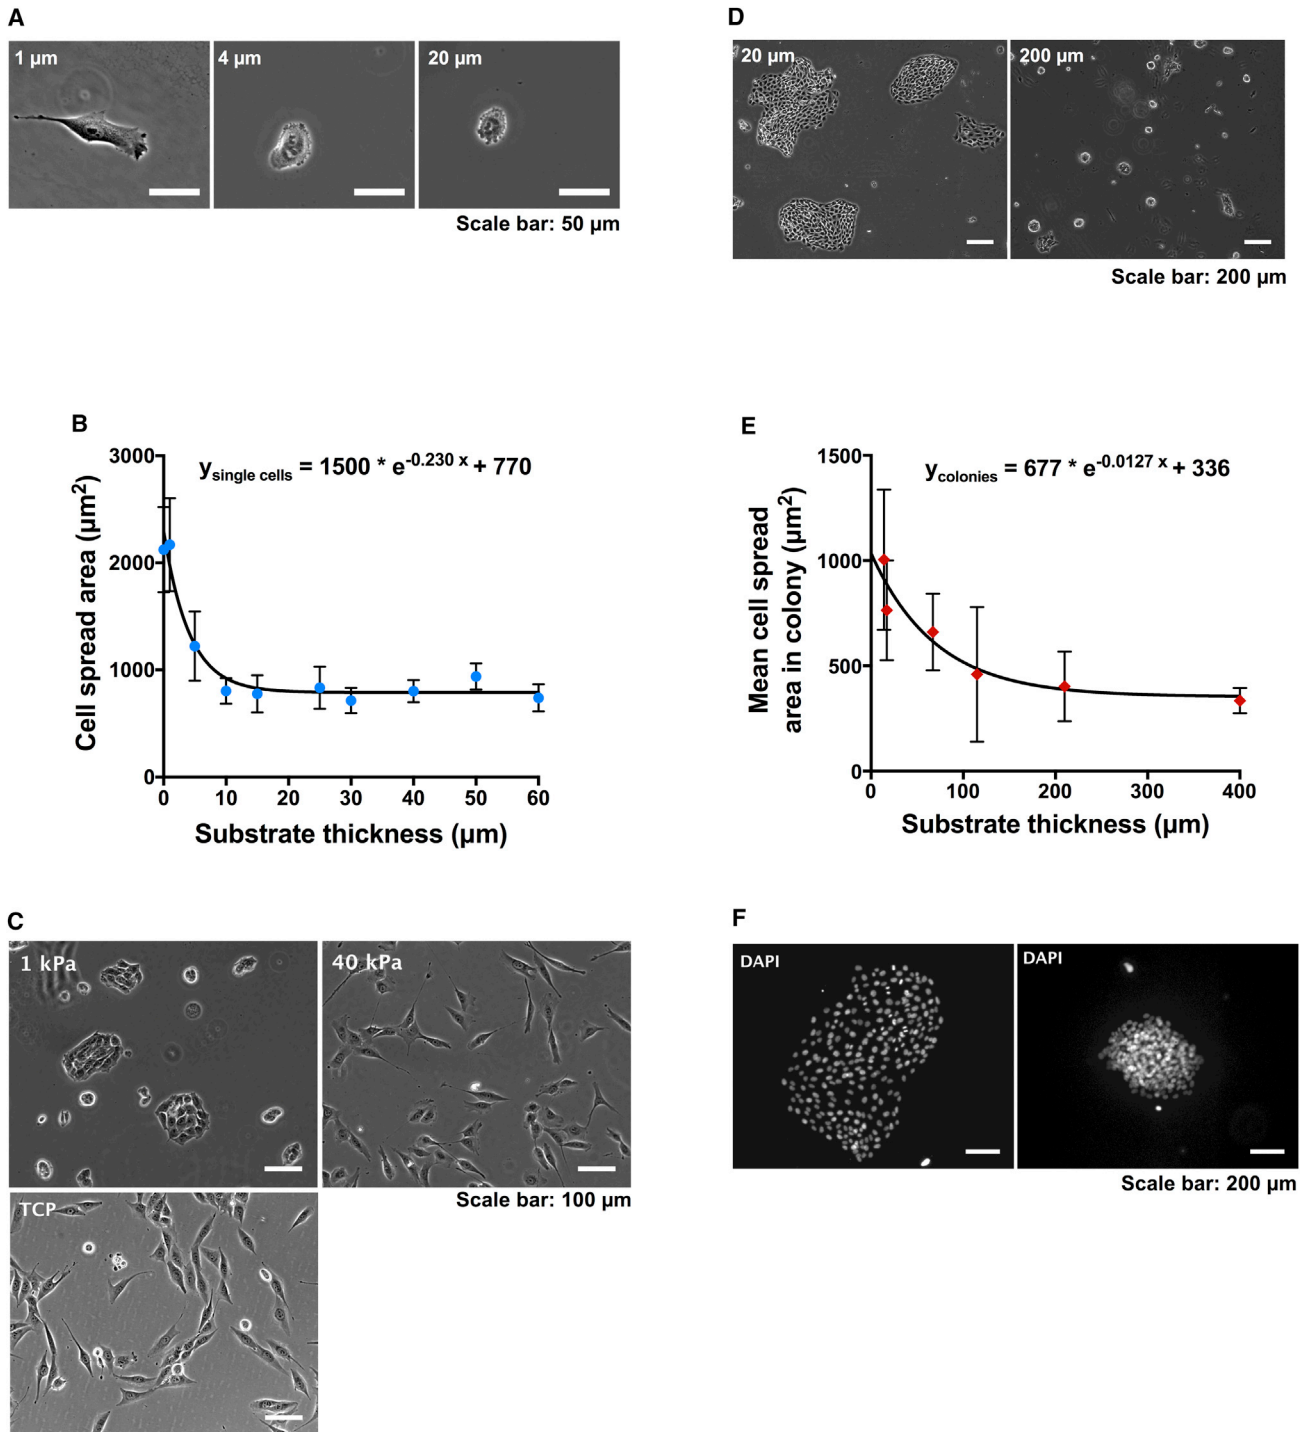 A
1 µm
4 µm
20 µm
Scale bar: 50 µm
B
y single cells = 1500 * e-0.230 x + 770
Cell spread area (µm2)
3000
2000
1000
0
0 10 20 30 40 50 60
Substrate thickness (µm)
C
1 kPa
40 kPa
Scale bar: 100 µm
TCP
D
20 µm
200 µm
Scale bar: 200 µm
E
y colonies = 677 * e-0.0127 x + 336
Mean cell spread
area in colony (µm2)
1500
1000
500
0
0 100 200 300 400
Substrate thickness (µm)
F
DAPI
DAPI
Scale bar: 200 µm